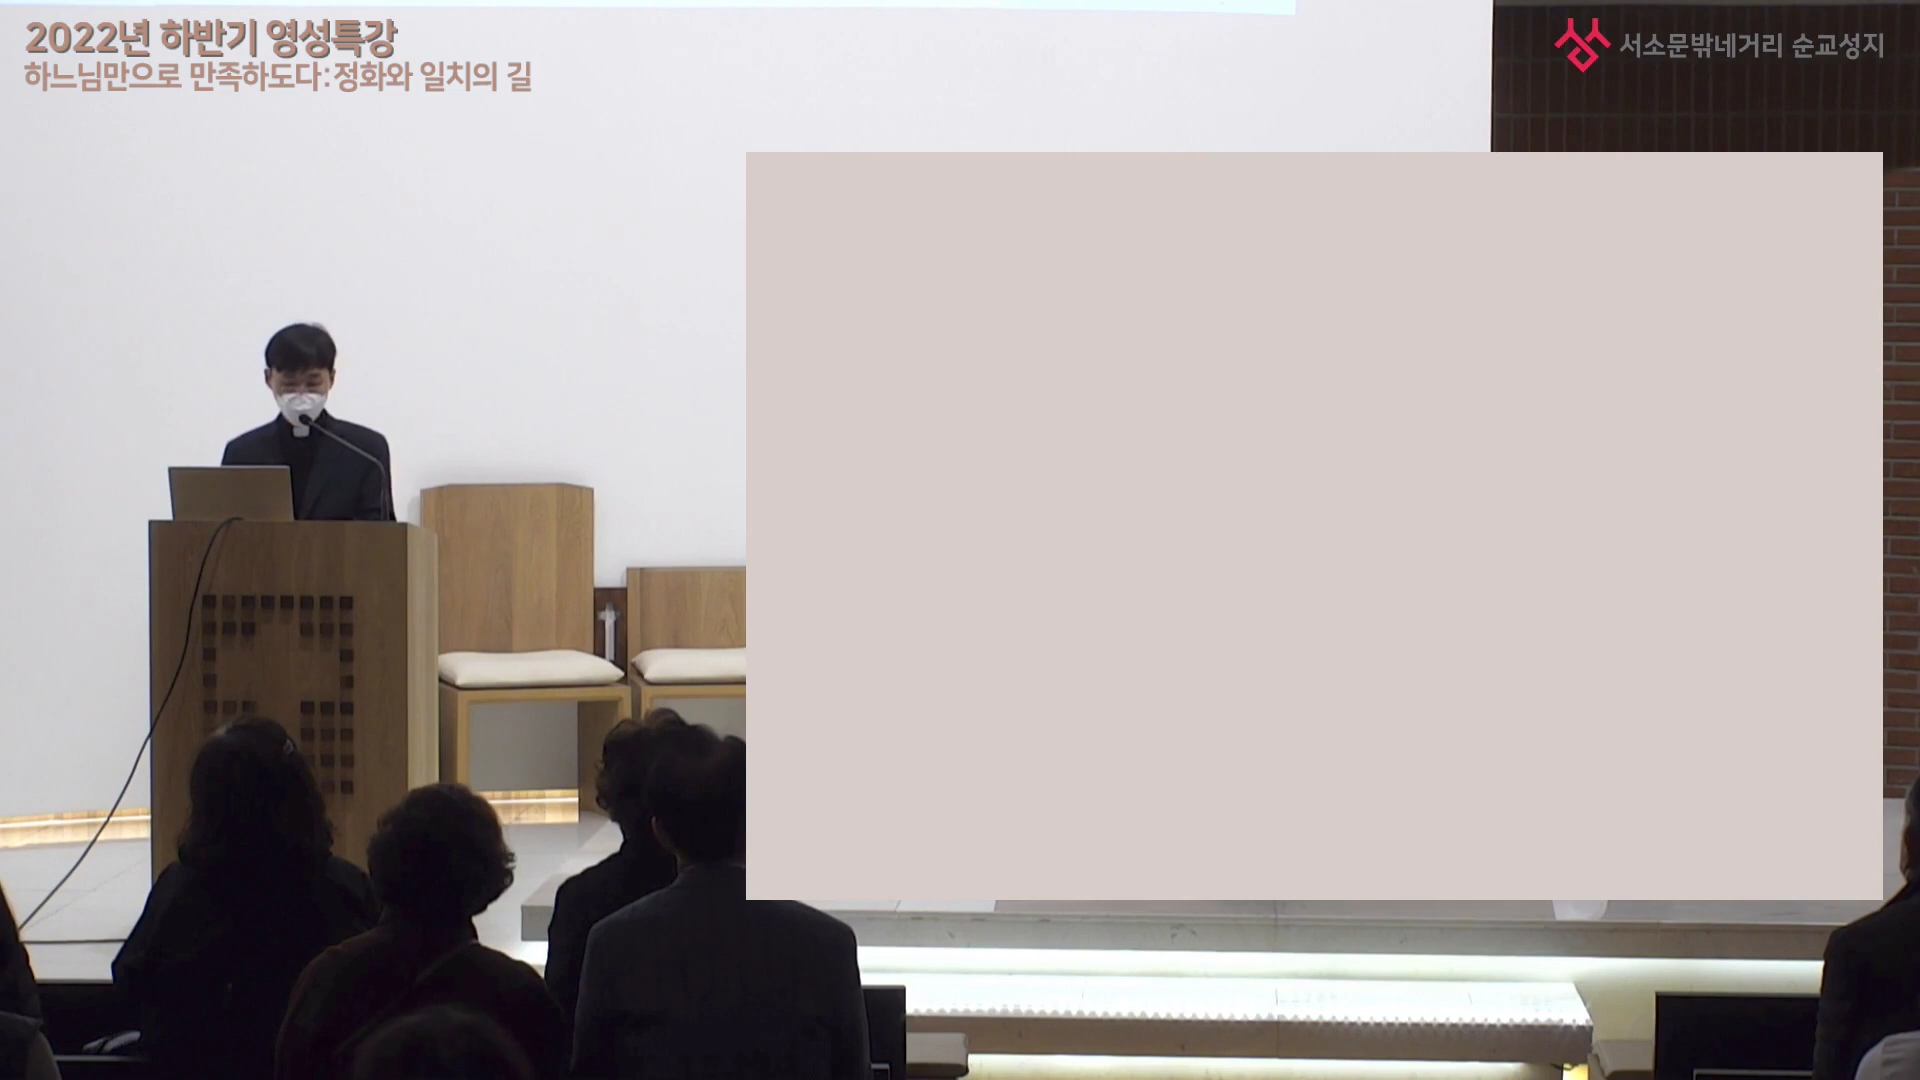 2022년 하반기 영성특강
하느님만으로 만족하도다:정화와 일치의 길
서소문밖네거리 순교성지